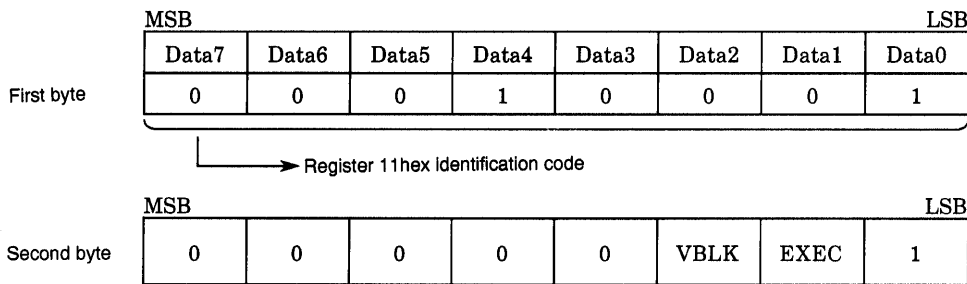 MSB LSB
Data7 Data6 Data5 Data4 Data3 Data2 Data1 Data0
First byte 0 0 0 1 0 0 0 1
Register 11hex identification code
MSB LSB
Second byte 0 0 0 0 0 VBLK EXEC 1